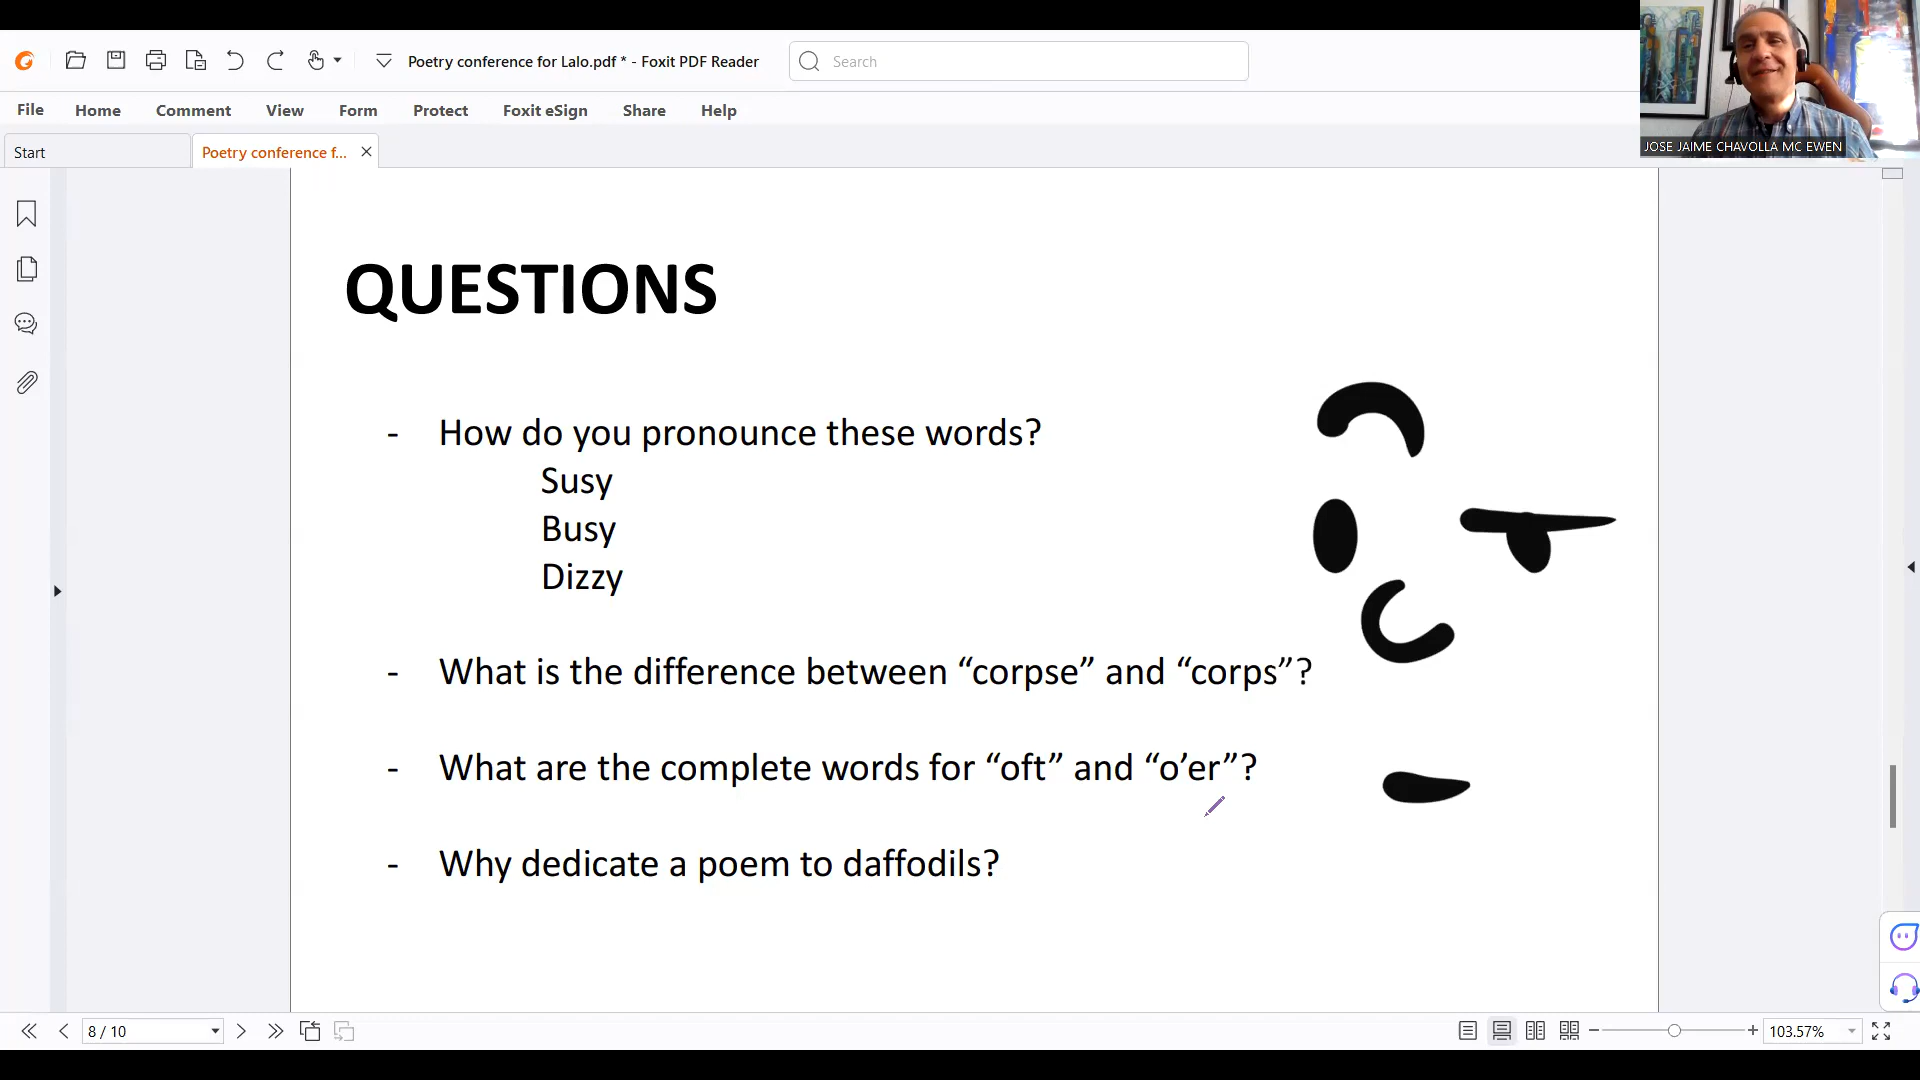 Poetry conference for Lalo.pdf * - Foxit PDF Reader
Search
File Home Comment View Form Protect Foxit eSign Share Help
Start
Poetry conference f...
JOSE JAIME CHAVOLLA MC EWEN
QUESTIONS
- How do you pronounce these words?
Susy
Busy
Dizzy
- What is the difference between “corpse” and “corps”?
- What are the complete words for “oft” and “o’er”?
- Why dedicate a poem to daffodils?
8 / 10
103.57%